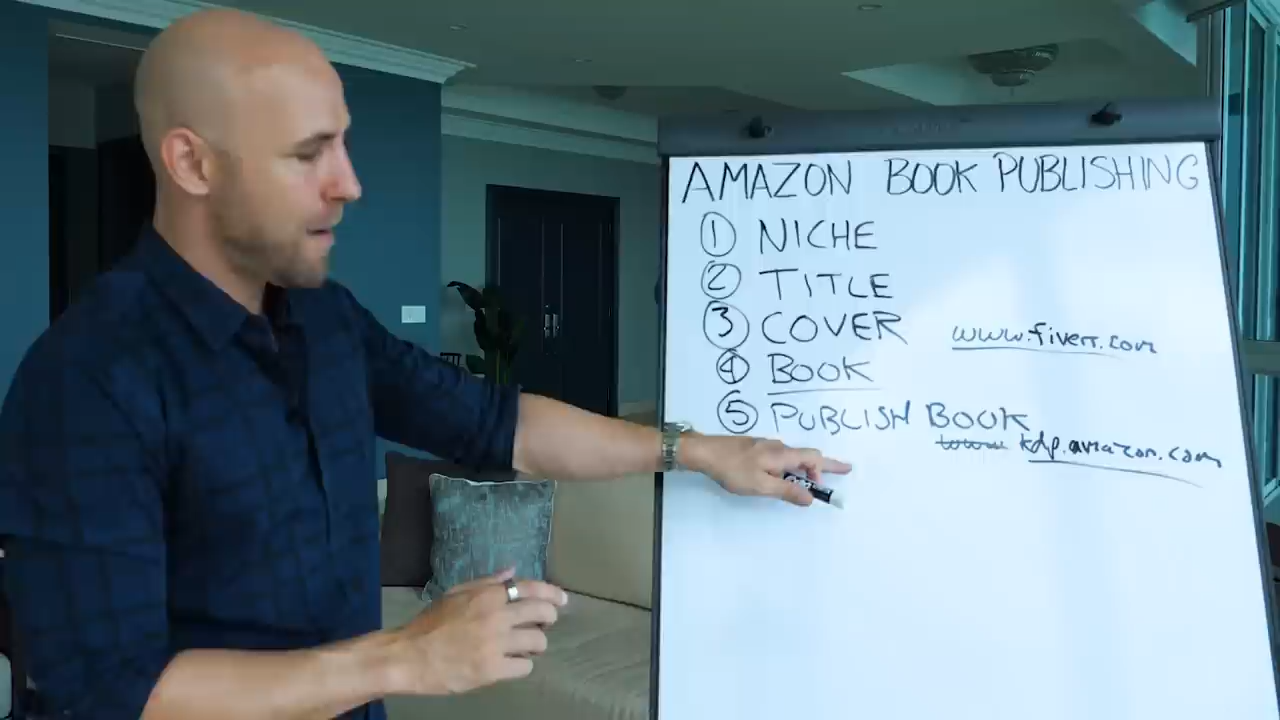 AMAZON BOOK PUBLISHING
① NICHE
② TITLE
③ COVER www.fiverr.com
④ BOOK
⑤ PUBLISH BOOK
www kdp.amazon.com